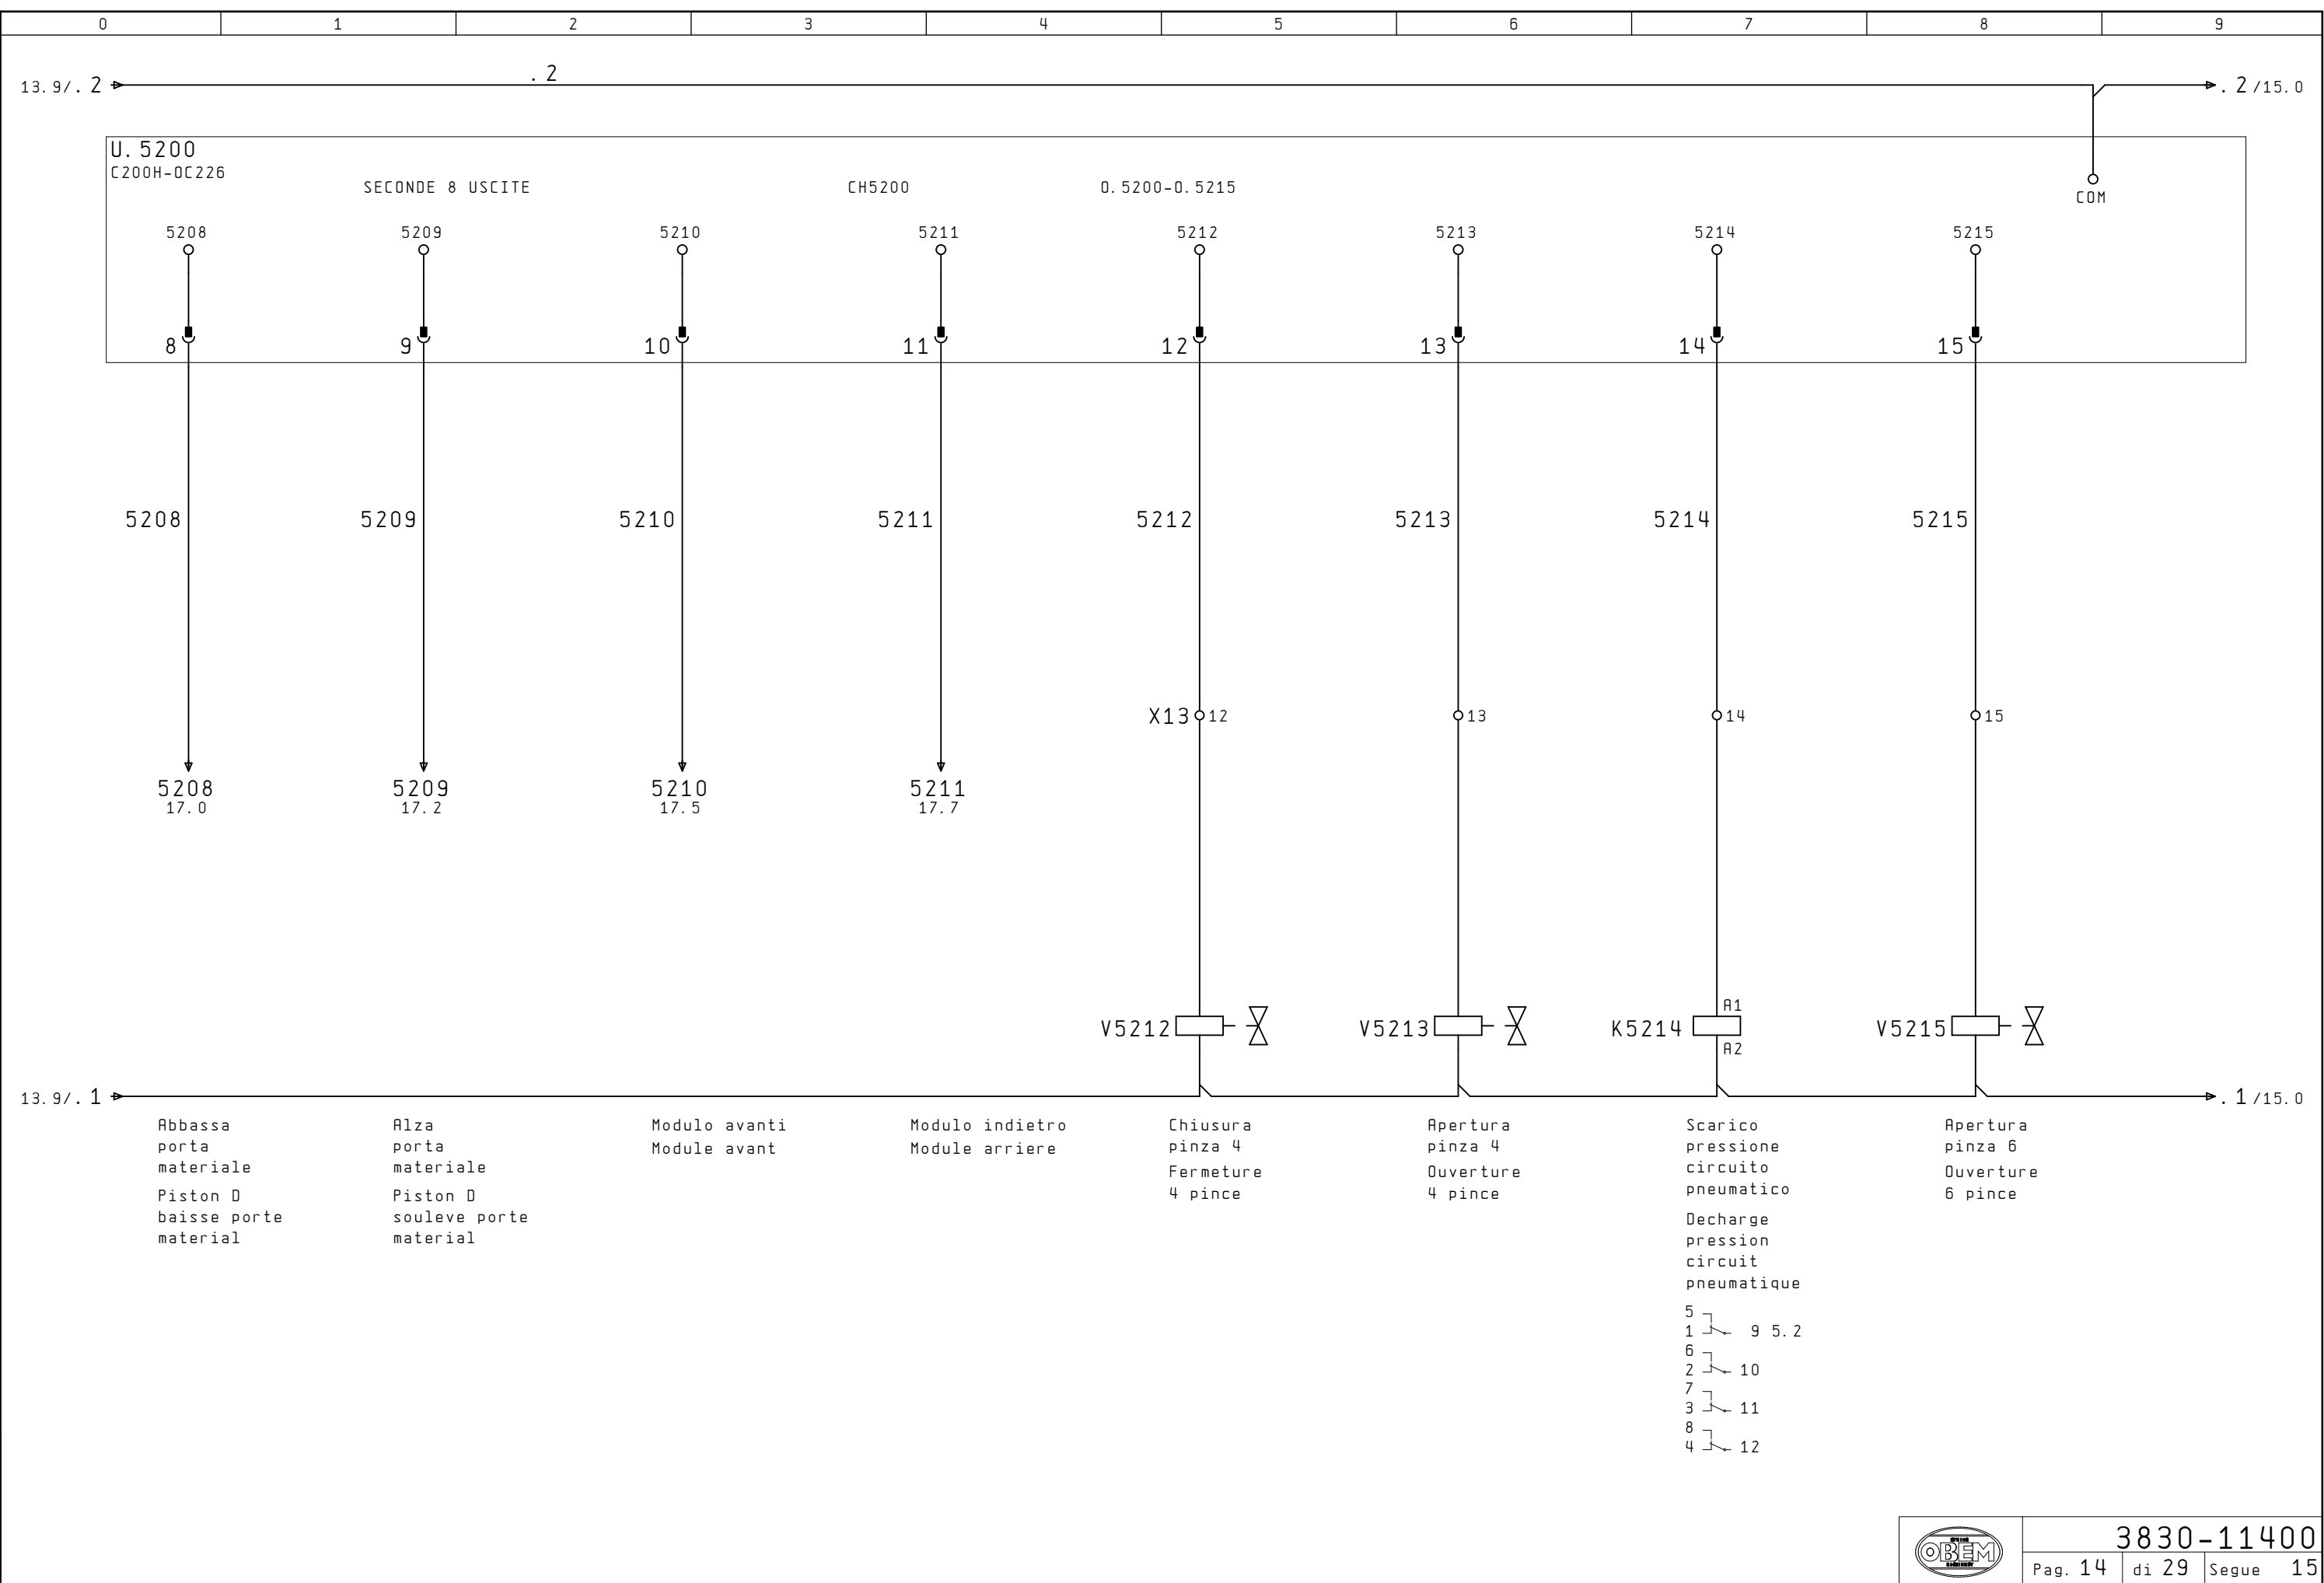 0 1 2 3 4 5 6 7 8 9
13.9/.2 .2 .2/15.0
U.5200
C200H-OC226
SECONDE 8 USCITE CH5200 0.5200-0.5215
COM
5208 5209 5210 5211 5212 5213 5214 5215
8 9 10 11 12 13 14 15
5208 5209 5210 5211 5212 5213 5214 5215
X13 12 13 14 15
5208 5209 5210 5211
17.0 17.2 17.5 17.7
A1
V5212 V5213 K5214 V5215
A2
13.9/.1 .1/15.0
Abbassa
porta
materiale
Piston D
baisse porte
material
Alza
porta
materiale
Piston D
souleve porte
material
Modulo avanti
Module avant
Modulo indietro
Module arriere
Chiusura
pinza 4
Fermeture
4 pince
Apertura
pinza 4
Ouverture
4 pince
Scarico
pressione
circuito
pneumatico
Decharge
pression
circuit
pneumatique
Apertura
pinza 6
Ouverture
6 pince
5
1 9 5.2
6
2 10
7
3 11
8
4 12
OBEM
3830-11400
Pag. 14 di 29 Segue 15